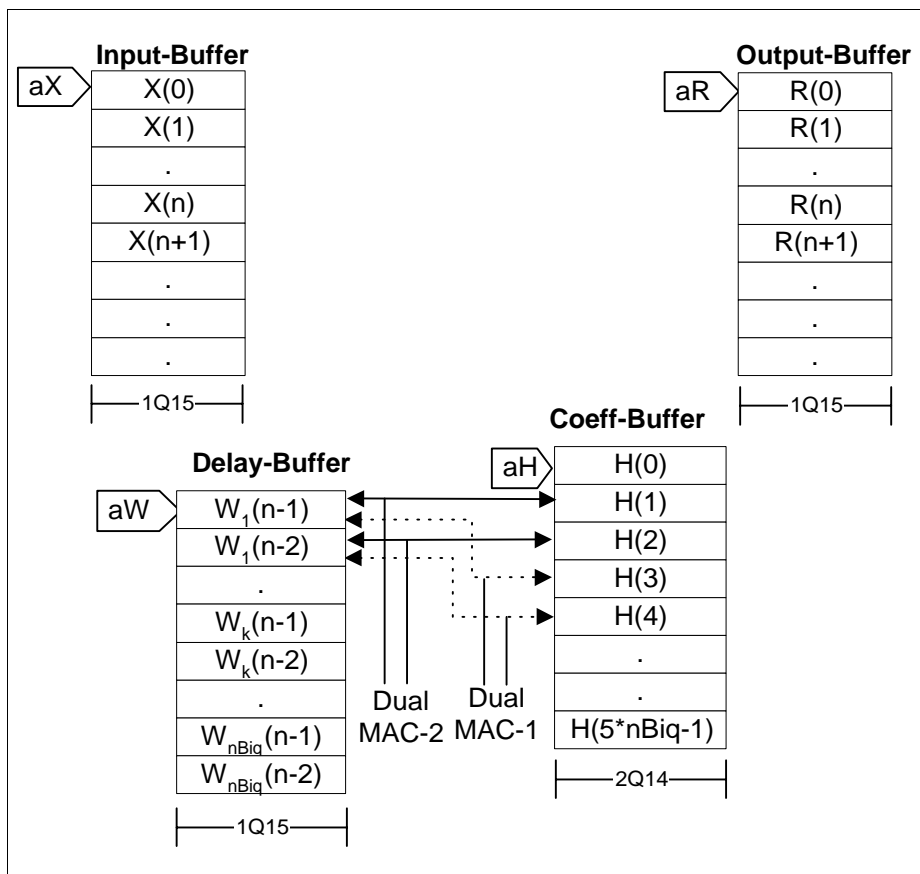 Input-Buffer
aX
X(0)
X(1)
.
X(n)
X(n+1)
.
.
.
1Q15
Output-Buffer
aR
R(0)
R(1)
.
R(n)
R(n+1)
.
.
.
1Q15
Delay-Buffer
aW
W₁(n-1)
W₁(n-2)
.
Wₖ(n-1)
Wₖ(n-2)
.
W_nBiq(n-1)
W_nBiq(n-2)
1Q15
Dual
MAC-2
Dual
MAC-1
Coeff-Buffer
aH
H(0)
H(1)
H(2)
H(3)
H(4)
.
.
H(5*nBiq-1)
2Q14